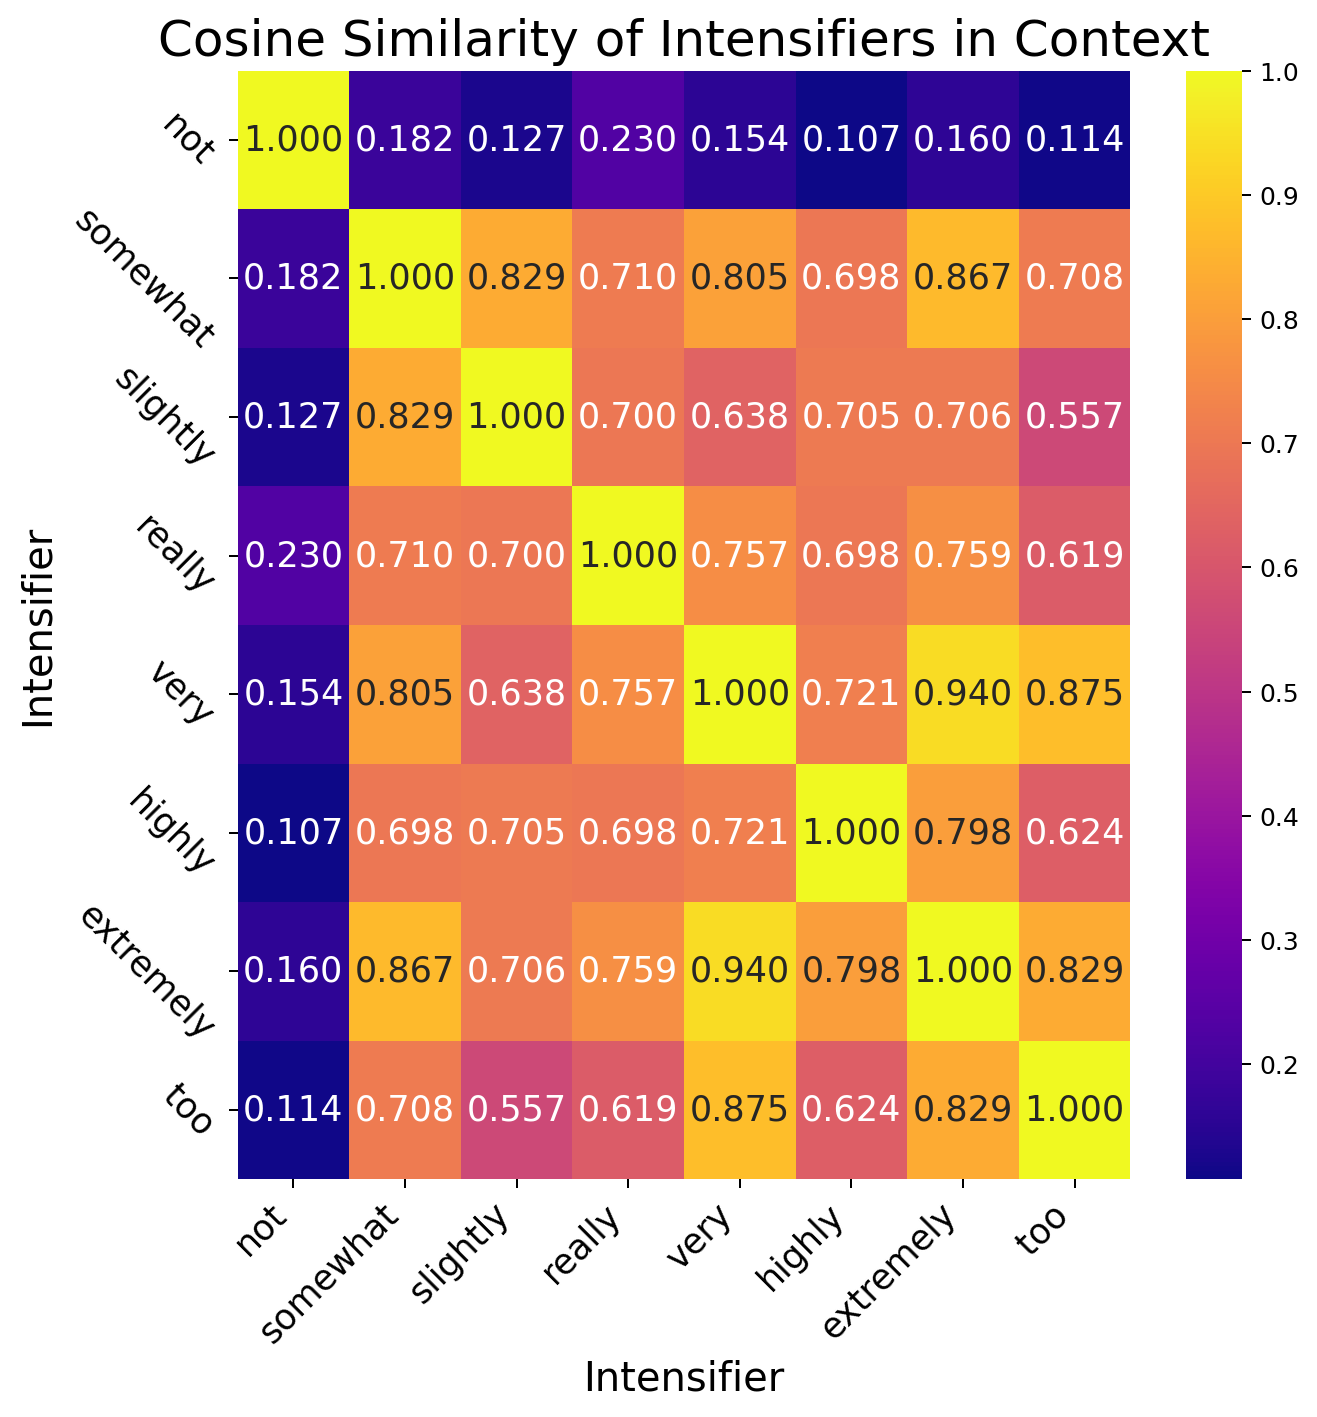 Cosine Similarity of Intensifiers in Context
not 1.000 0.182 0.127 0.230 0.154 0.107 0.160 0.114
somewhat 0.182 1.000 0.829 0.710 0.805 0.698 0.867 0.708
slightly 0.127 0.829 1.000 0.700 0.638 0.705 0.706 0.557
really 0.230 0.710 0.700 1.000 0.757 0.698 0.759 0.619
very 0.154 0.805 0.638 0.757 1.000 0.721 0.940 0.875
highly 0.107 0.698 0.705 0.698 0.721 1.000 0.798 0.624
extremely 0.160 0.867 0.706 0.759 0.940 0.798 1.000 0.829
too 0.114 0.708 0.557 0.619 0.875 0.624 0.829 1.000
Intensifier
not somewhat slightly really very highly extremely too
Intensifier
1.0
0.9
0.8
0.7
0.6
0.5
0.4
0.3
0.2